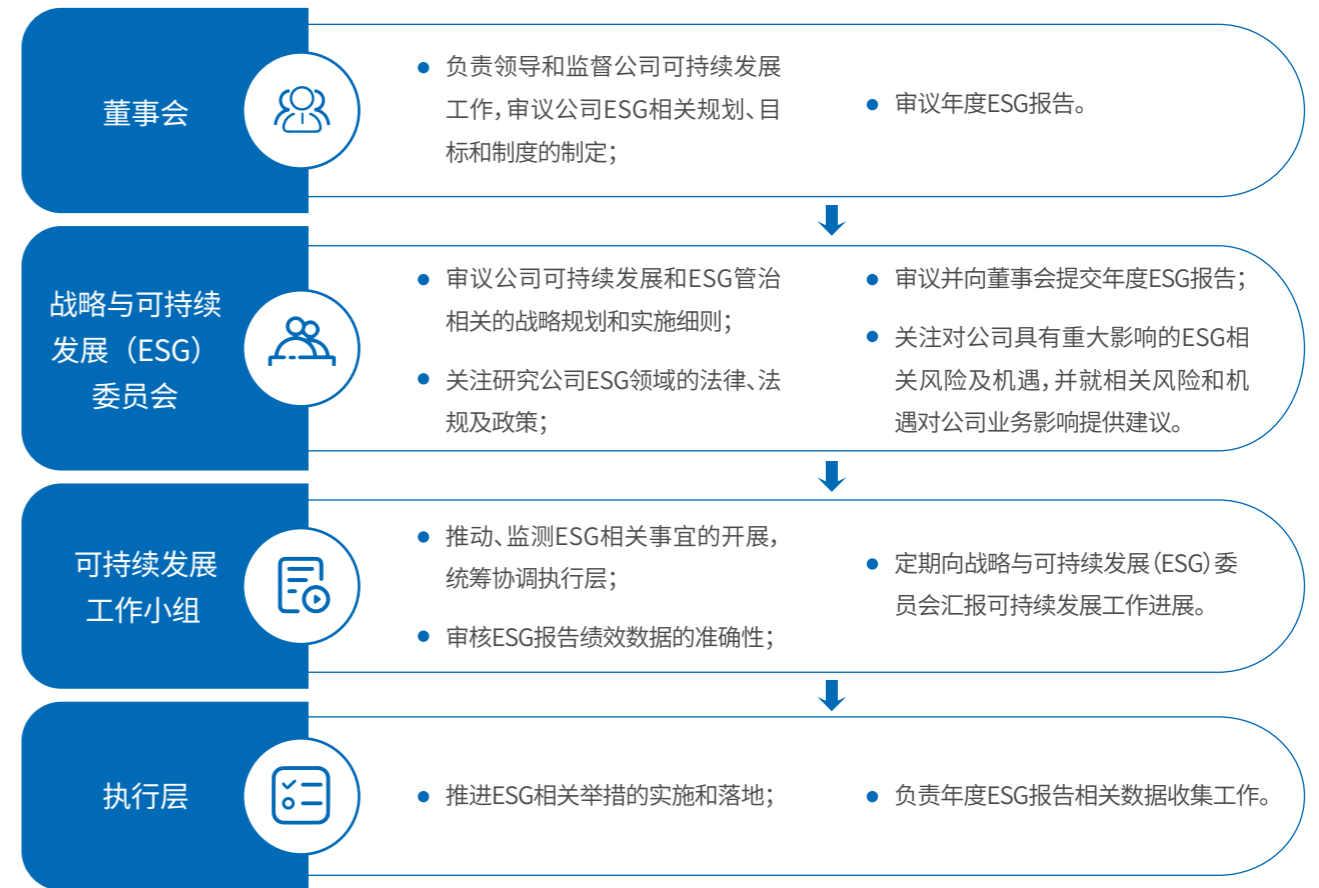 董事会
● 负责领导和监督公司可持续发展
工作，审议公司ESG相关规划、目
标和制度的制定；
● 审议年度ESG报告。
战略与可持续
发展（ESG）
委员会
● 审议公司可持续发展和ESG管治
相关的战略规划和实施细则；
● 关注研究公司ESG领域的法律、法
规及政策；
● 审议并向董事会提交年度ESG报告；
● 关注对公司具有重大影响的ESG相
关风险及机遇，并就相关风险和机
遇对公司业务影响提供建议。
可持续发展
工作小组
● 推动、监测ESG相关事宜的开展，
统筹协调执行层；
● 审核ESG报告绩效数据的准确性；
● 定期向战略与可持续发展（ESG）委
员会汇报可持续发展工作进展。
执行层
● 推进ESG相关举措的实施和落地；
● 负责年度ESG报告相关数据收集工作。